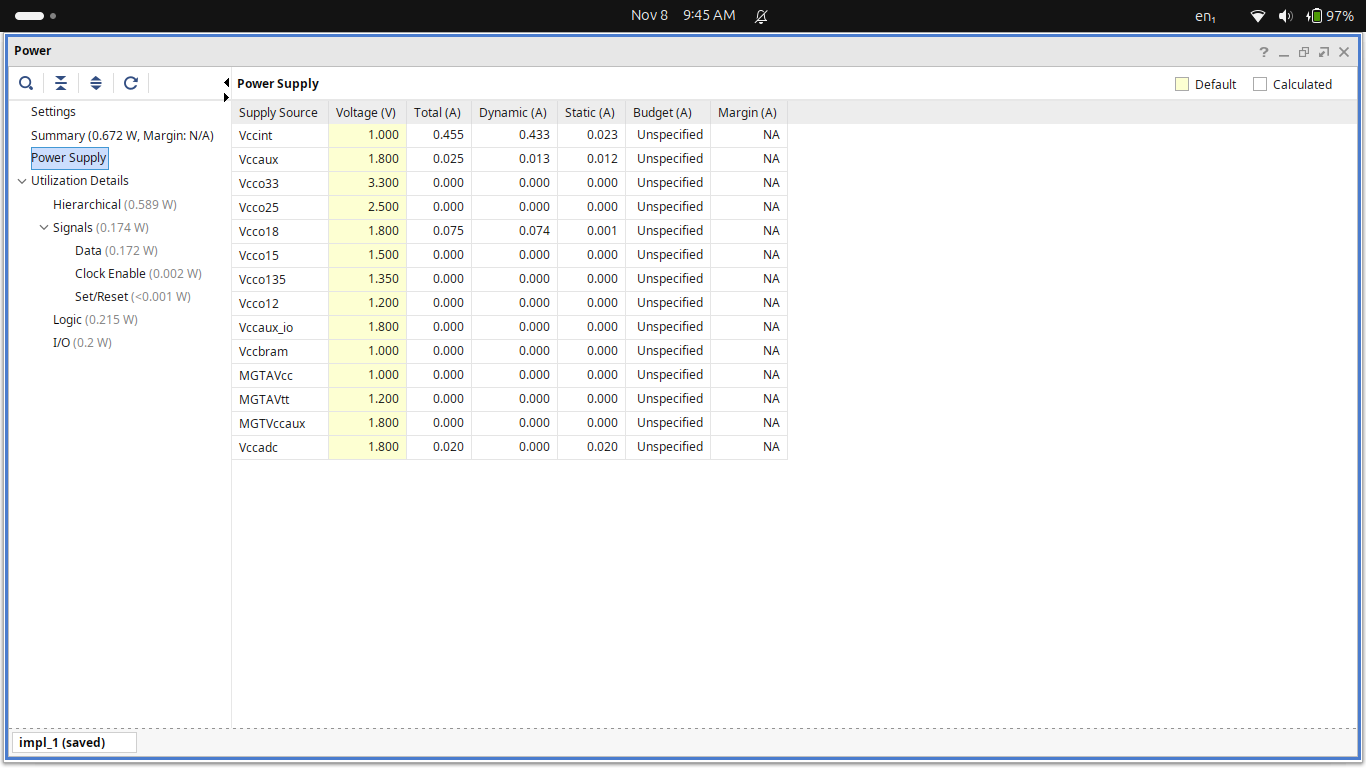 Nov 8 9:45 AM en₁ 97%
Power ?
Power Supply Default Calculated
Settings
Summary (0.672 W, Margin: N/A)
Power Supply
Utilization Details
Hierarchical (0.589 W)
Signals (0.174 W)
Data (0.172 W)
Clock Enable (0.002 W)
Set/Reset (<0.001 W)
Logic (0.215 W)
I/O (0.2 W)
Supply Source Voltage (V) Total (A) Dynamic (A) Static (A) Budget (A) Margin (A)
Vccint 1.000 0.455 0.433 0.023 Unspecified NA
Vccaux 1.800 0.025 0.013 0.012 Unspecified NA
Vcco33 3.300 0.000 0.000 0.000 Unspecified NA
Vcco25 2.500 0.000 0.000 0.000 Unspecified NA
Vcco18 1.800 0.075 0.074 0.001 Unspecified NA
Vcco15 1.500 0.000 0.000 0.000 Unspecified NA
Vcco135 1.350 0.000 0.000 0.000 Unspecified NA
Vcco12 1.200 0.000 0.000 0.000 Unspecified NA
Vccaux_io 1.800 0.000 0.000 0.000 Unspecified NA
Vccbram 1.000 0.000 0.000 0.000 Unspecified NA
MGTAVcc 1.000 0.000 0.000 0.000 Unspecified NA
MGTAVtt 1.200 0.000 0.000 0.000 Unspecified NA
MGTVccaux 1.800 0.000 0.000 0.000 Unspecified NA
Vccadc 1.800 0.020 0.000 0.020 Unspecified NA
impl_1 (saved)